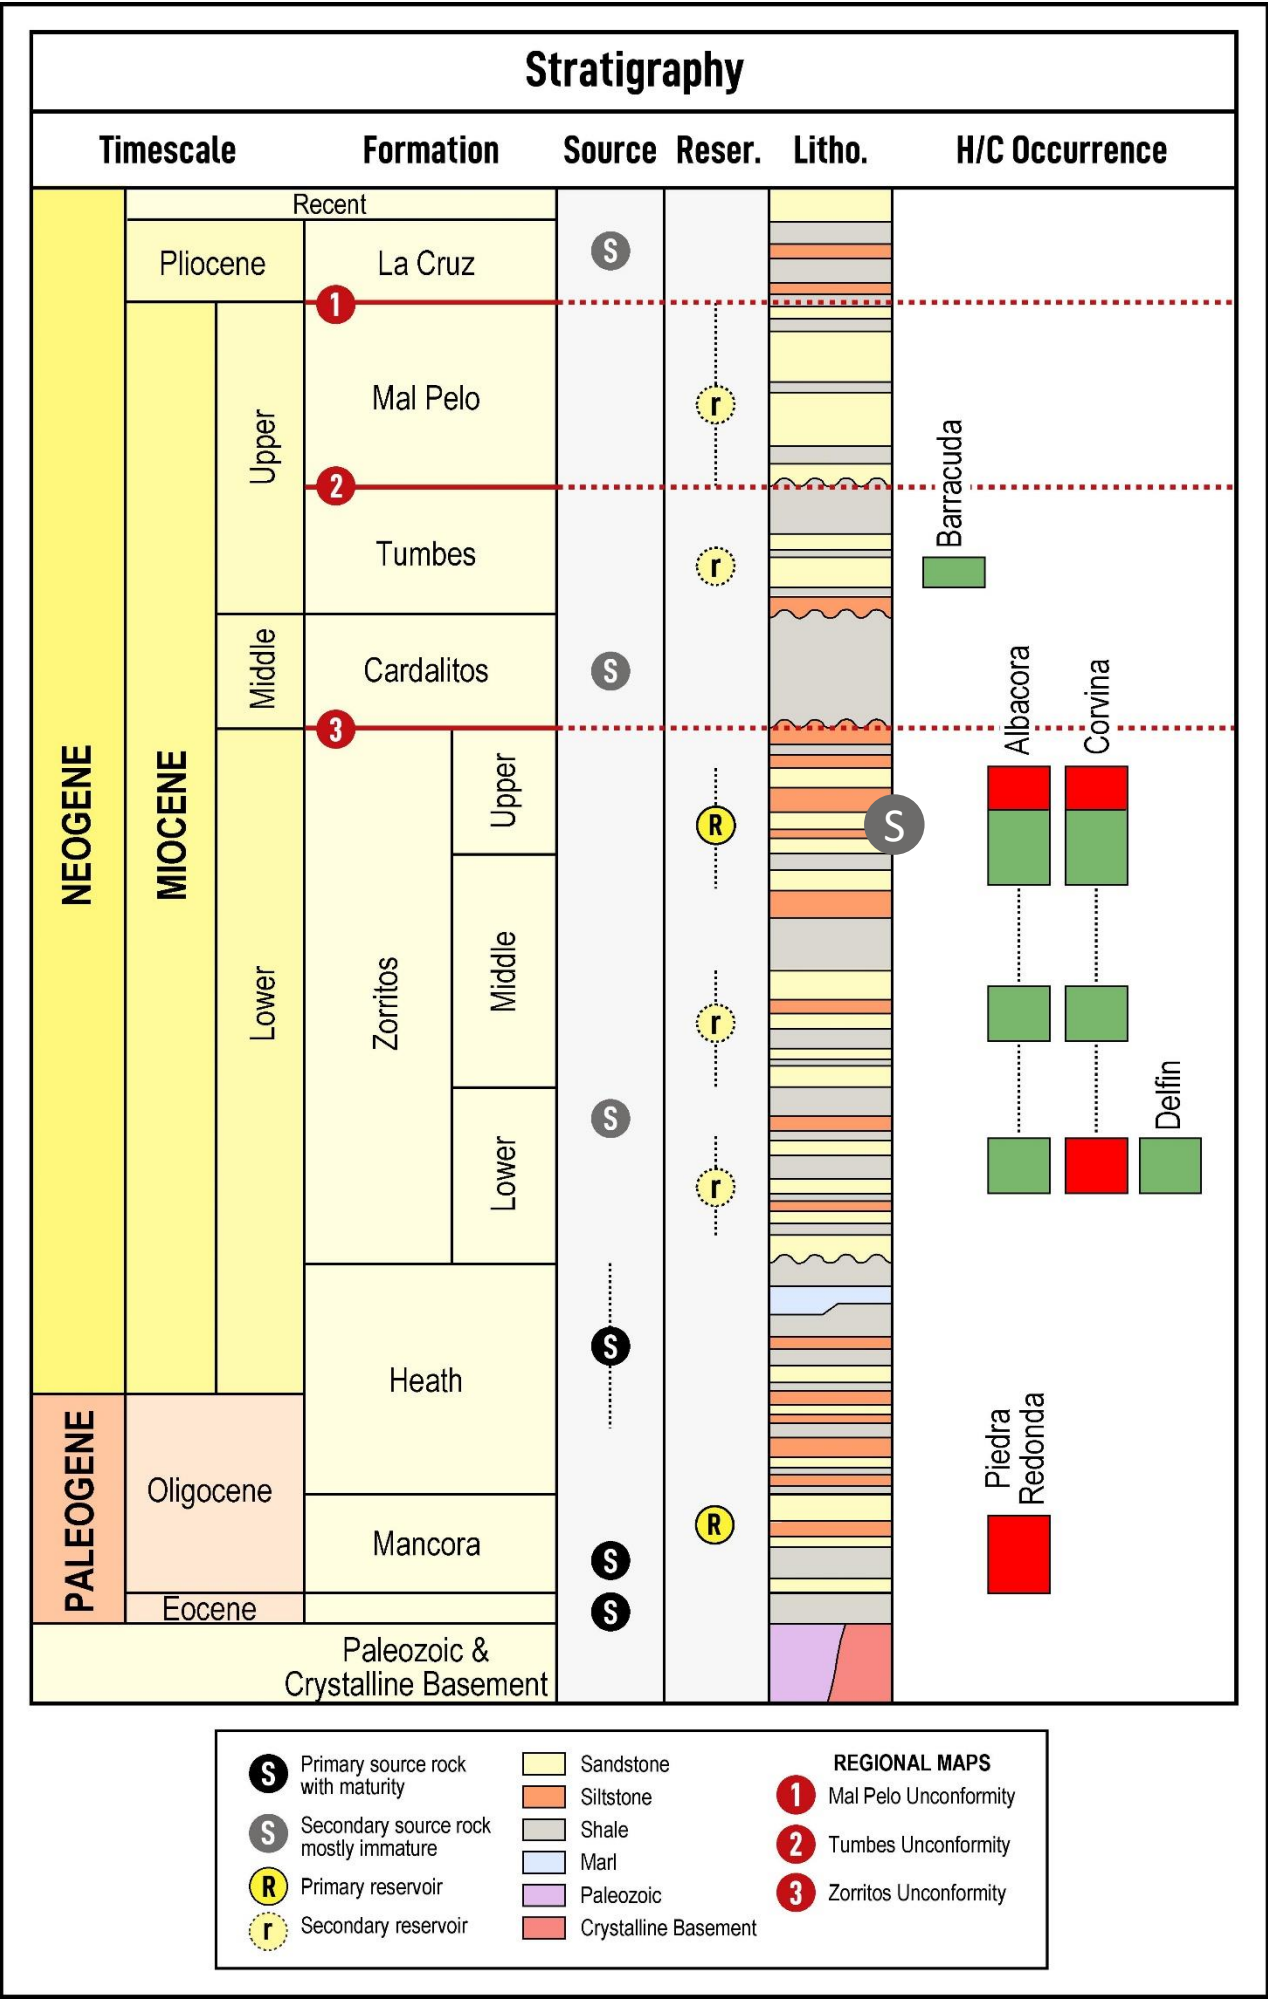 Stratigraphy
Timescale
Formation
Source
Reser.
Litho.
H/C Occurrence
Recent
Pliocene
La Cruz
S
1
Mal Pelo
r
Upper
2
Barracuda
Tumbes
r
Middle
Cardalitos
S
3
Albacora
Corvina
NEOGENE
MIOCENE
Lower
Zorritos
Upper
R
S
Middle
r
S
Lower
r
Delfin
Heath
S
PALEOGENE
Oligocene
Piedra
Redonda
Mancora
R
S
Eocene
S
Paleozoic &
Crystalline Basement
S
Primary source rock
with maturity
S
Secondary source rock
mostly immature
R
Primary reservoir
r
Secondary reservoir
Sandstone
Siltstone
Shale
Marl
Paleozoic
Crystalline Basement
REGIONAL MAPS
1
Mal Pelo Unconformity
2
Tumbes Unconformity
3
Zorritos Unconformity